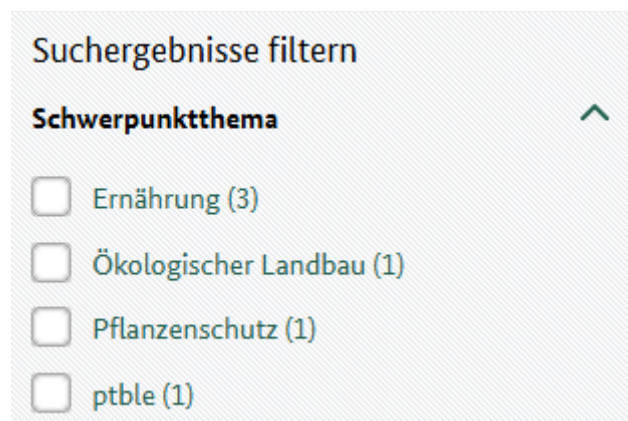 Suchergebnisse filtern
Schwerpunktthema
Ernährung (3)
Ökologischer Landbau (1)
Pflanzenschutz (1)
ptble (1)